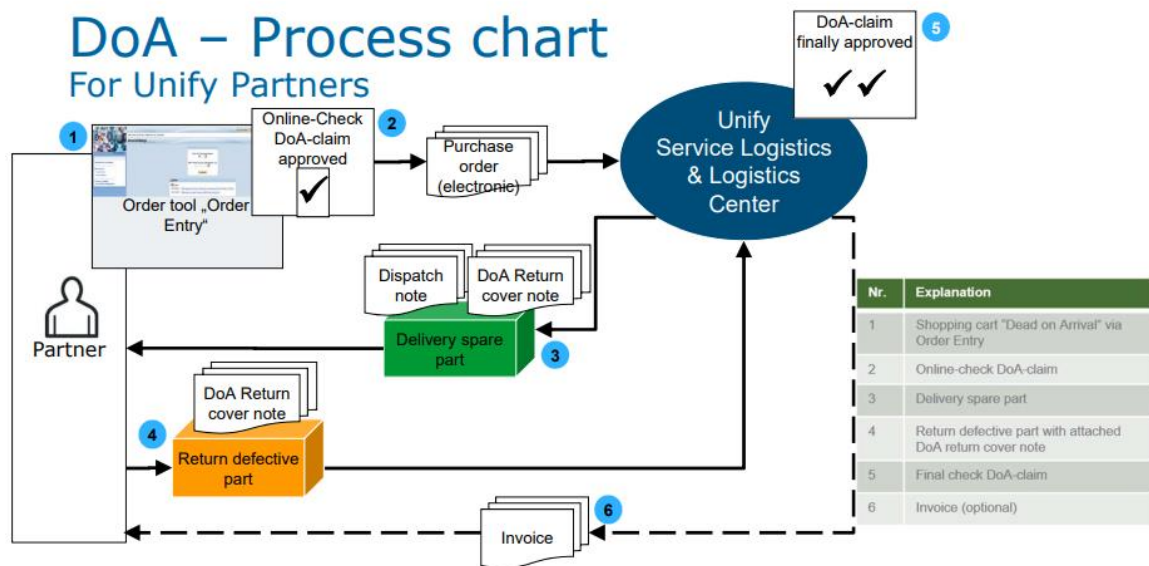 DoA – Process chart
For Unify Partners
1
Online-Check
DoA-claim
approved
2
Order tool „Order
Entry“
Purchase
order
(electronic)
Unify
Service Logistics
& Logistics
Center
DoA-claim
finally approved
5
Partner
Dispatch
note
DoA Return
cover note
Delivery spare
part
3
DoA Return
cover note
4
Return defective
part
Invoice
6
Nr. Explanation
1 Shopping cart "Dead on Arrival" via
Order Entry
2 Online-check DoA-claim
3 Delivery spare part
4 Return defective part with attached
DoA return cover note
5 Final check DoA-claim
6 Invoice (optional)